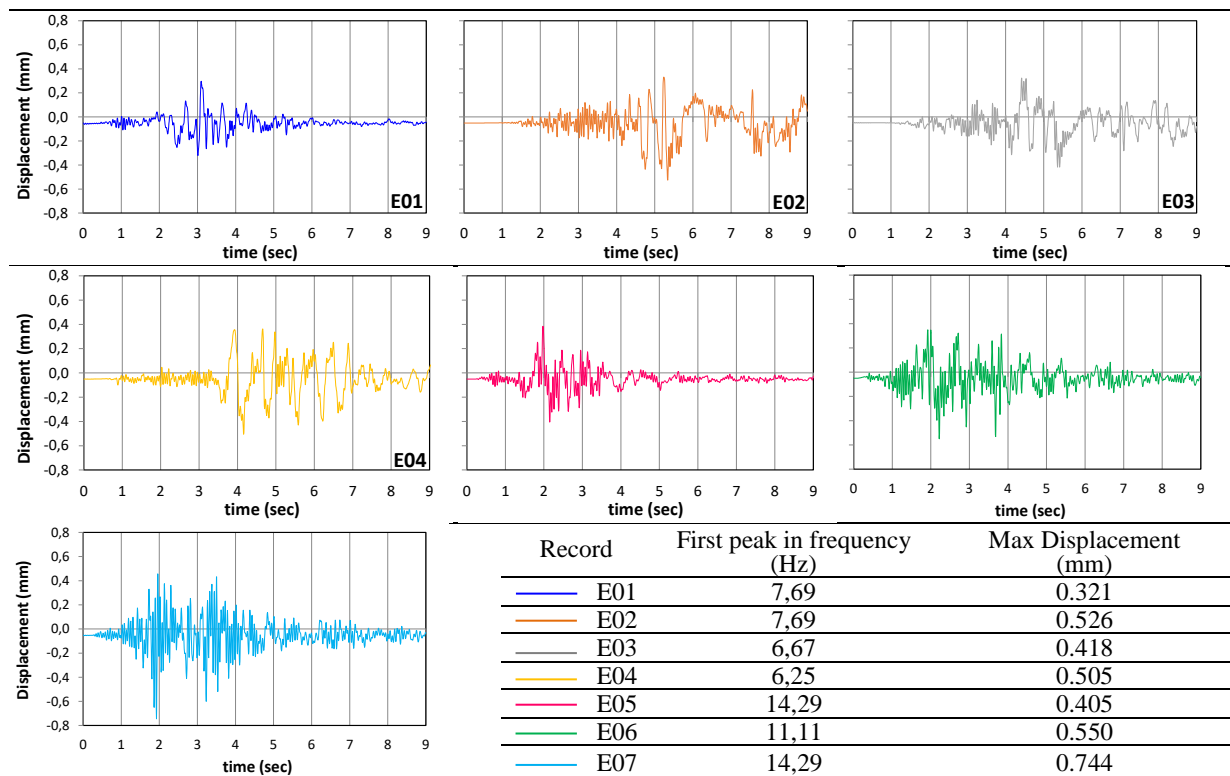 0,8
0,6
0,4
0,2
0,0
-0,2
-0,4
-0,6
-0,8
Displacement (mm)
0 1 2 3 4 5 6 7 8 9
time (sec)
E01
0 1 2 3 4 5 6 7 8 9
time (sec)
E02
0 1 2 3 4 5 6 7 8 9
time (sec)
E03
0,8
0,6
0,4
0,2
0,0
-0,2
-0,4
-0,6
-0,8
Displacement (mm)
0 1 2 3 4 5 6 7 8 9
time (sec)
E04
0 1 2 3 4 5 6 7 8 9
time (sec)
0 1 2 3 4 5 6 7 8 9
time (sec)
0,8
0,6
0,4
0,2
0,0
-0,2
-0,4
-0,6
-0,8
Displacement (mm)
0 1 2 3 4 5 6 7 8 9
time (sec)
Record First peak in frequency (Hz) Max Displacement (mm)
E01 7,69 0.321
E02 7,69 0.526
E03 6,67 0.418
E04 6,25 0.505
E05 14,29 0.405
E06 11,11 0.550
E07 14,29 0.744